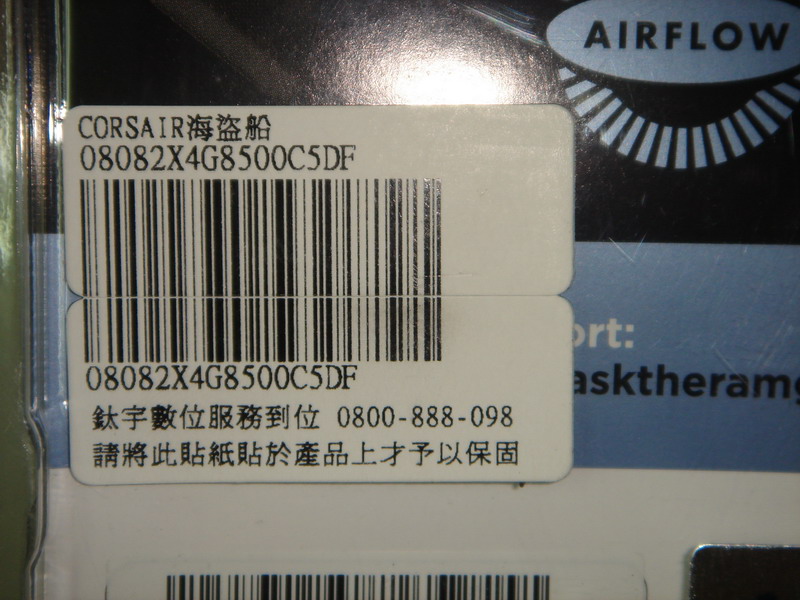 AIRFLOW
CORSAIR海盜船
08082X4G8500C5DF
08082X4G8500C5DF
鈦宇數位服務到位 0800-888-098
請將此貼紙貼於產品上才予以保固
ort:
asktheramg